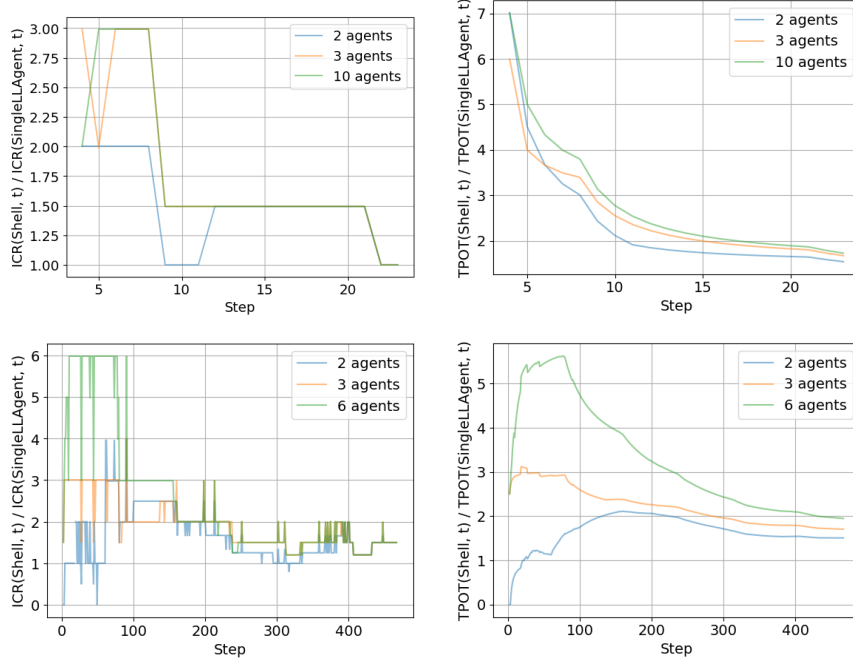 ICR(Shell, t) / ICR(SingleLLAgent, t)
3.00
2.75
2.50
2.25
2.00
1.75
1.50
1.25
1.00
2 agents
3 agents
10 agents
5
10
15
20
Step
TPOT(Shell, t) / TPOT(SingleLLAgent, t)
7
6
5
4
3
2
2 agents
3 agents
10 agents
5
10
15
20
Step
ICR(Shell, t) / ICR(SingleLLAgent, t)
6
5
4
3
2
1
0
2 agents
3 agents
6 agents
0
100
200
300
400
Step
TPOT(Shell, t) / TPOT(SingleLLAgent, t)
5
4
3
2
1
0
2 agents
3 agents
6 agents
0
100
200
300
400
Step